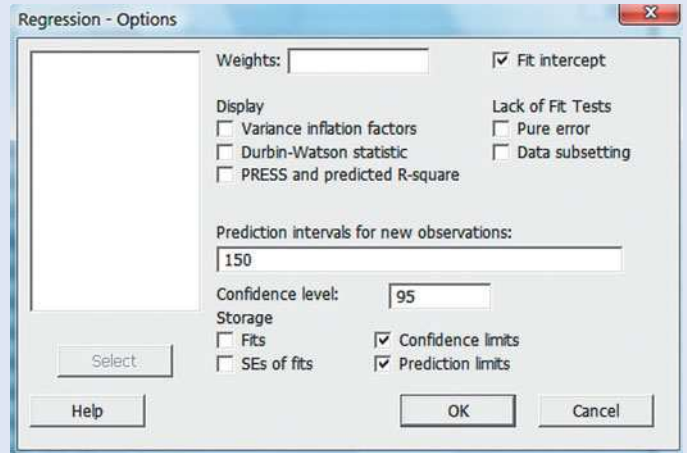 Regression - Options
Weights:
Fit intercept
Display
Lack of Fit Tests
Variance inflation factors
Pure error
Durbin-Watson statistic
Data subsetting
PRESS and predicted R-square
Prediction intervals for new observations:
150
Confidence level: 95
Storage
Fits
Confidence limits
SEs of fits
Prediction limits
Select
Help
OK
Cancel